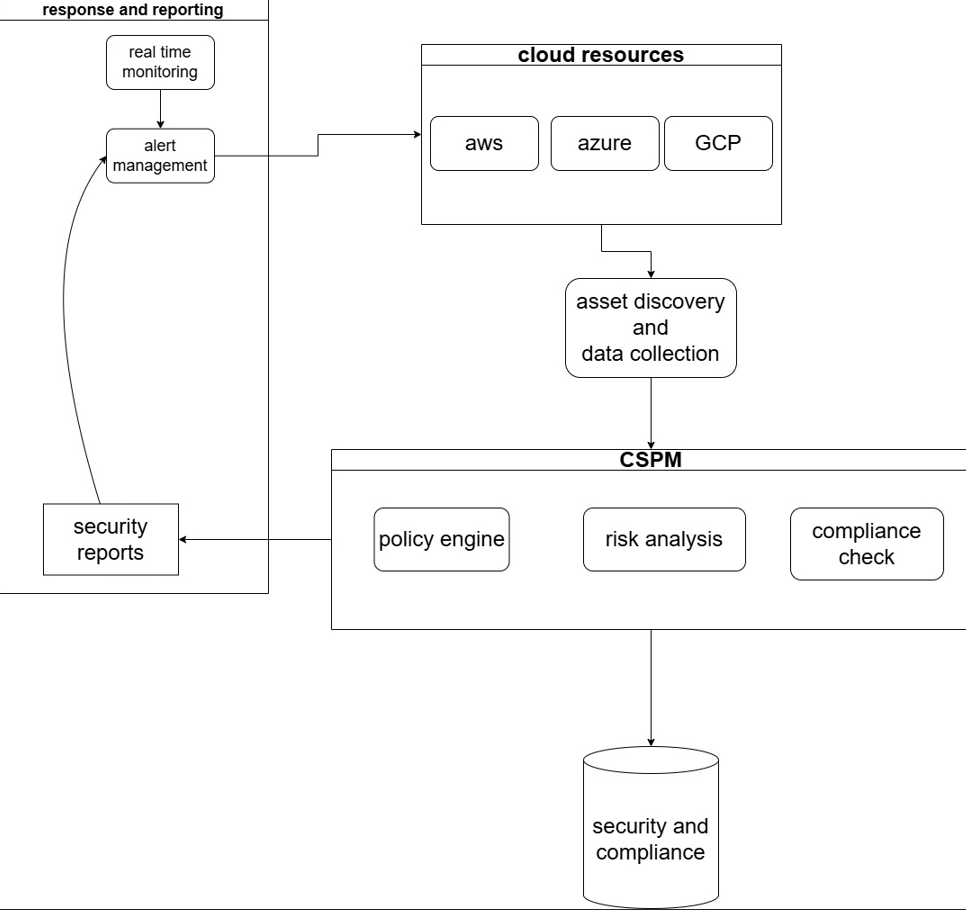 response and reporting
real time
monitoring
alert
management
cloud resources
aws
azure
GCP
asset discovery
and
data collection
CSPM
policy engine
risk analysis
compliance
check
security
reports
security and
compliance